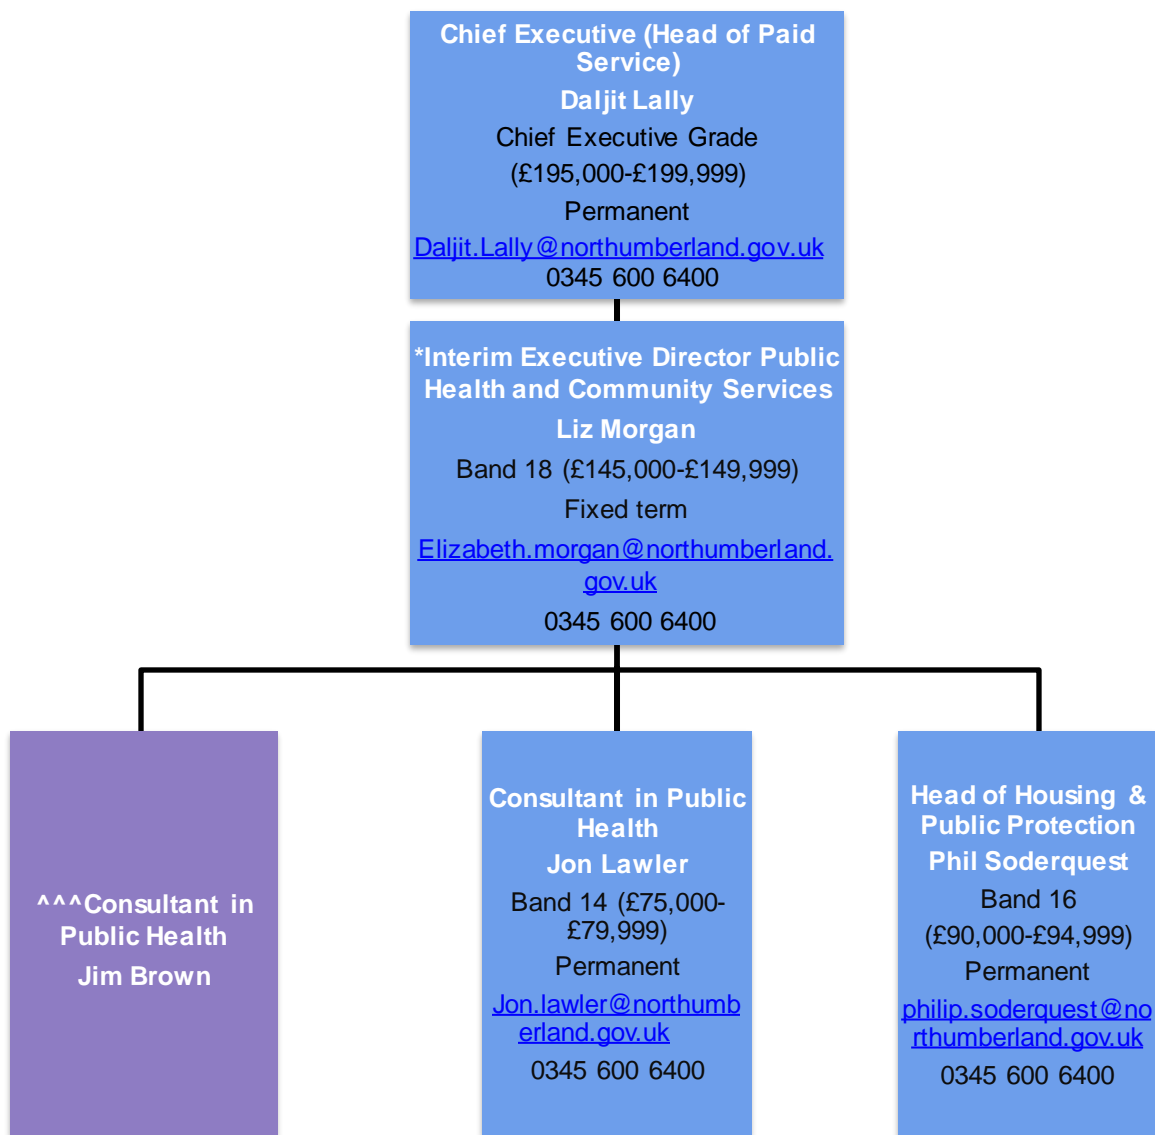 Chief Executive (Head of Paid
Service)
Daljit Lally
Chief Executive Grade
(£195,000-£199,999)
Permanent
Daljit.Lally@northumberland.gov.uk
0345 600 6400
*Interim Executive Director Public
Health and Community Services
Liz Morgan
Band 18 (£145,000-£149,999)
Fixed term
Elizabeth.morgan@northumberland.
gov.uk
0345 600 6400
^^^Consultant in
Public Health
Jim Brown
Consultant in Public
Health
Jon Lawler
Band 14 (£75,000-
£79,999)
Permanent
Jon.lawler@northumb
erland.gov.uk
0345 600 6400
Head of Housing &
Public Protection
Phil Soderquest
Band 16
(£90,000-£94,999)
Permanent
philip.soderquest@no
rthumberland.gov.uk
0345 600 6400